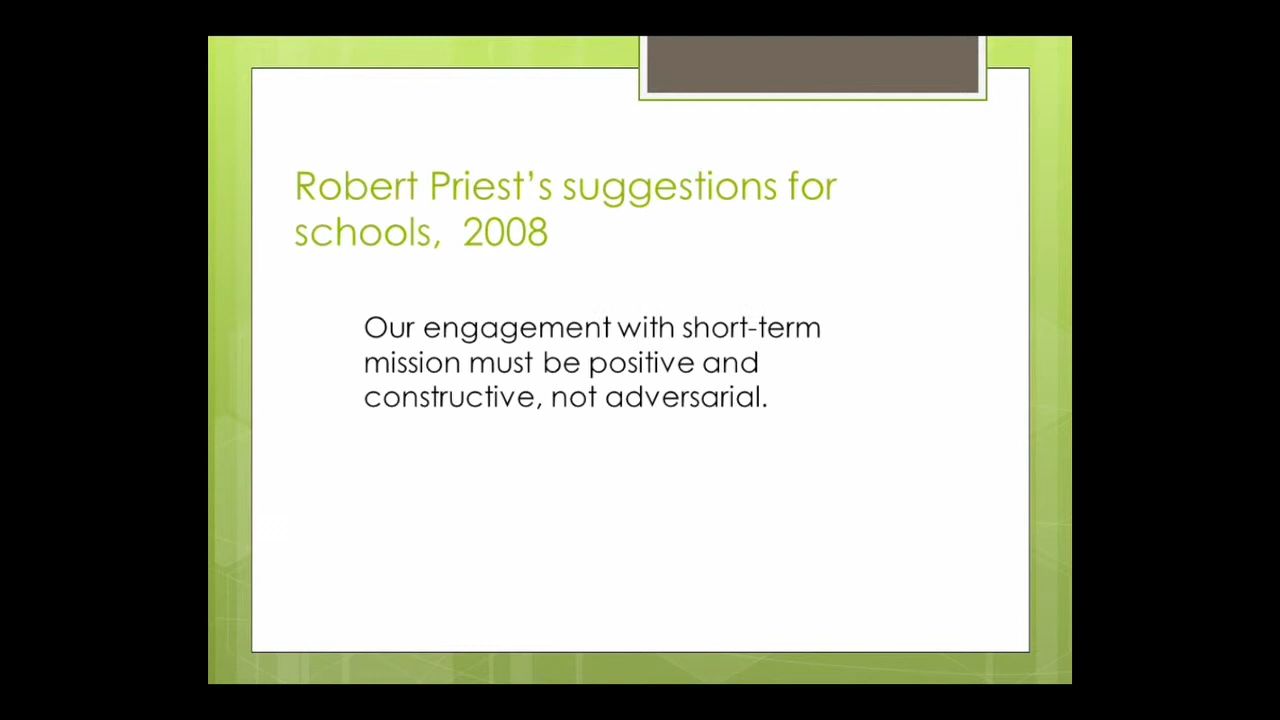 Robert Priest’s suggestions for
schools,  2008
Our engagement with short-term
mission must be positive and
constructive, not adversarial.